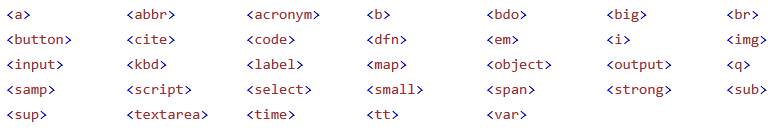 <a> <abbr> <acronym> <b> <bdo> <big> <br>
<button> <cite> <code> <dfn> <em> <i> <img>
<input> <kbd> <label> <map> <object> <output> <q>
<samp> <script> <select> <small> <span> <strong> <sub>
<sup> <textarea> <time> <tt> <var>